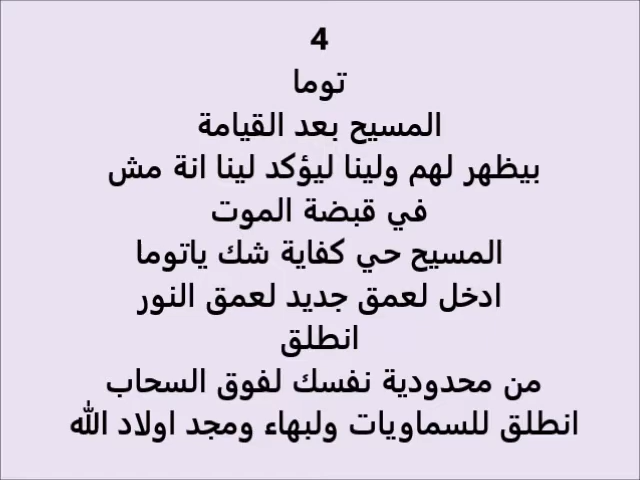 4
توما
المسيح بعد القيامة
بيظهر لهم ولينا ليؤكد لينا انة مش
في قبضة الموت
المسيح حي كفاية شك ياتوما
ادخل لعمق جديد لعمق النور
انطلق
من محدودية نفسك لفوق السحاب
انطلق للسماويات ولبهاء ومجد اولاد الله